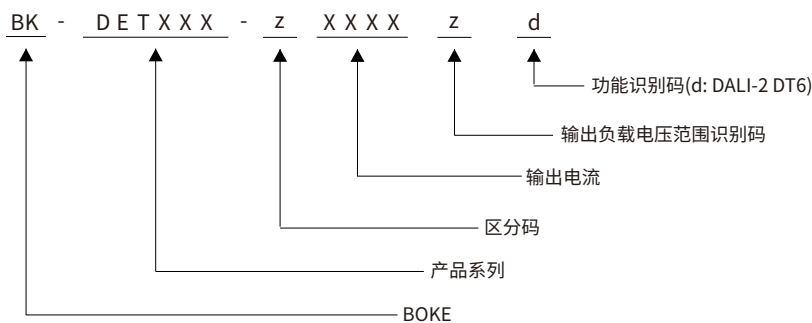 BK - DETXXX - z XXXX z d
功能识别码(d: DALI-2 DT6)
输出负载电压范围识别码
输出电流
区分码
产品系列
BOKE